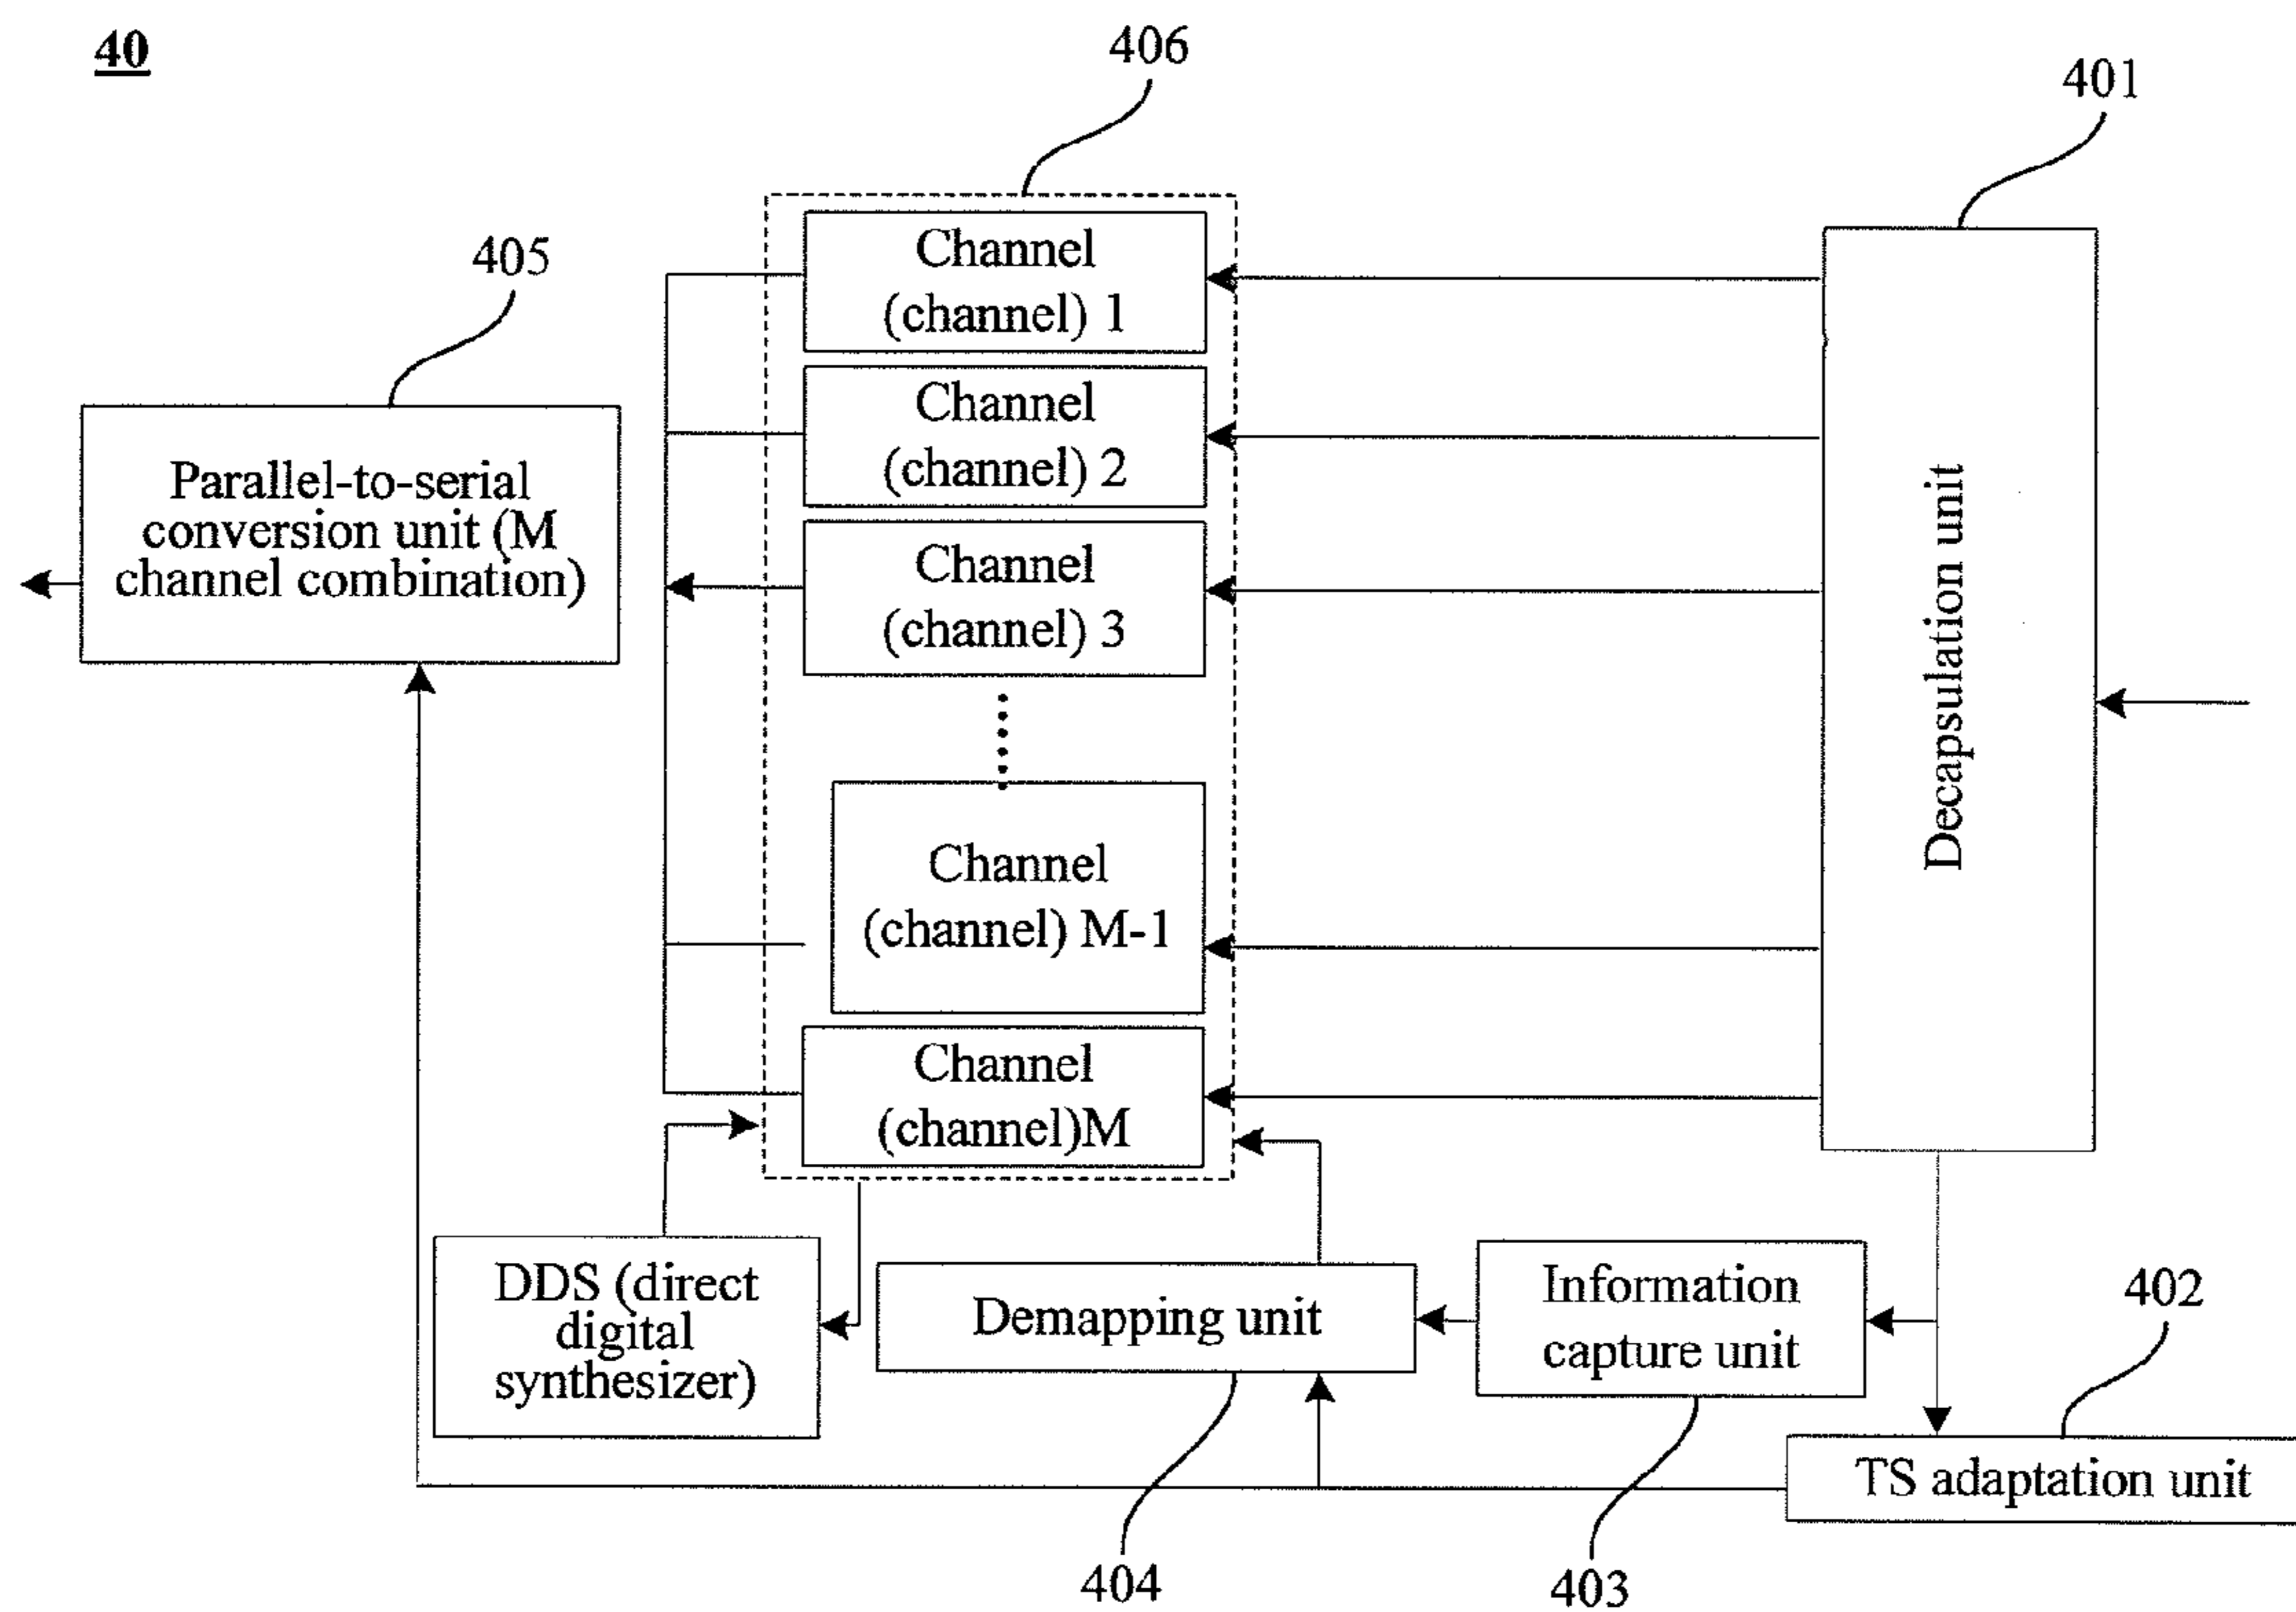 40
406
401
405
Channel
(channel) 1
Channel
(channel) 2
Channel
(channel) 3
Channel
(channel) M-1
Channel
(channel)M
Parallel-to-serial
conversion unit (M
channel combination)
Decapsulation unit
DDS (direct
digital
synthesizer)
Demapping unit
Information
capture unit
402
TS adaptation unit
404
403